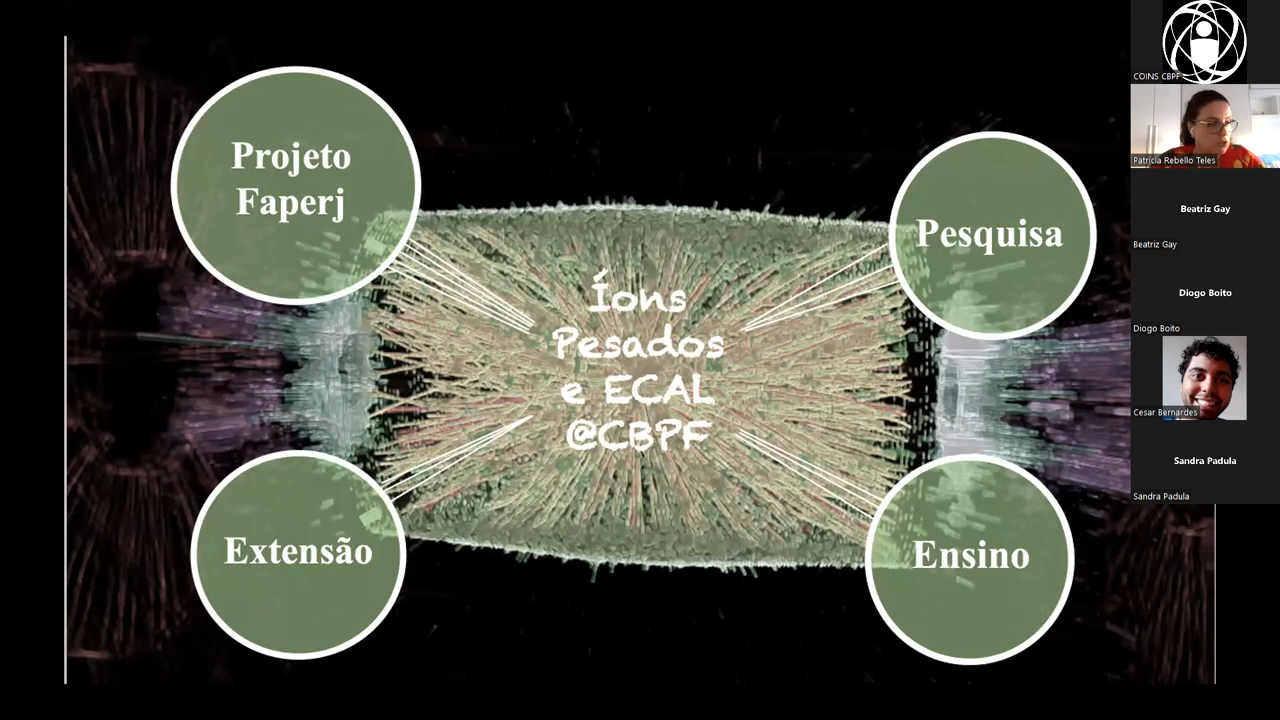 Projeto
Faperj
Pesquisa
Íons
Pesados
e ECAL
@CBPF
Extensão
Ensino
COINS CBPF
Patricia Rebello Teles
Beatriz Gay
Beatriz Gay
Diogo Boito
Diogo Boito
Cesar Bernardes
Sandra Padula
Sandra Padula